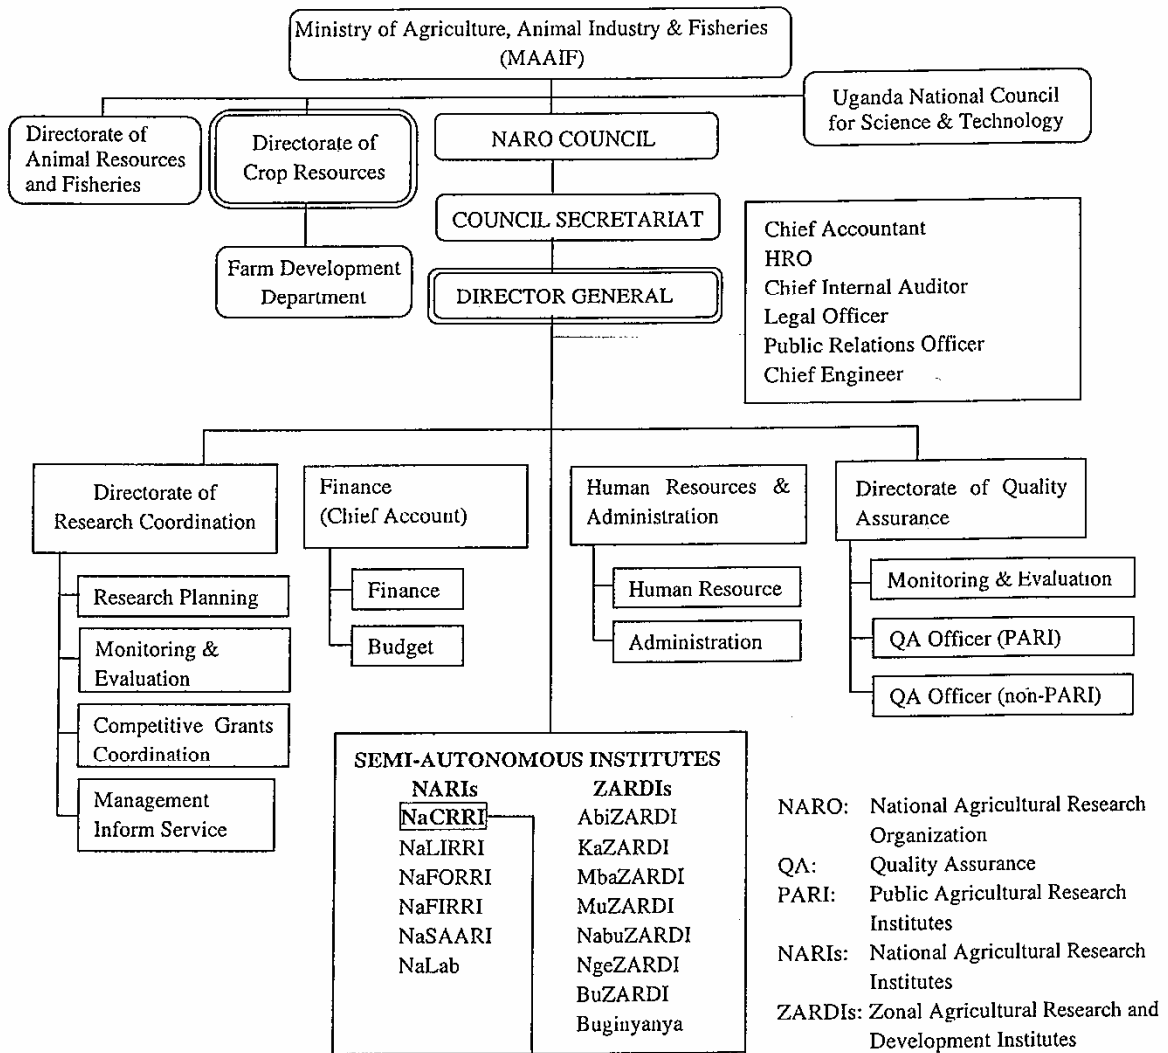 Ministry of Agriculture, Animal Industry & Fisheries
(MAAIF)
Uganda National Council
for Science & Technology
Directorate of
Animal Resources
and Fisheries
Directorate of
Crop Resources
NARO COUNCIL
COUNCIL SECRETARIAT
Farm Development
Department
DIRECTOR GENERAL
Chief Accountant
HRO
Chief Internal Auditor
Legal Officer
Public Relations Officer
Chief Engineer
Directorate of
Research Coordination
Research Planning
Monitoring &
Evaluation
Competitive Grants
Coordination
Management
Inform Service
Finance
(Chief Account)
Finance
Budget
Human Resources &
Administration
Human Resource
Administration
Directorate of Quality
Assurance
Monitoring & Evaluation
QA Officer (PARI)
QA Officer (non-PARI)
SEMI-AUTONOMOUS INSTITUTES
NARIs
NaCRRI
NaLIRRI
NaFORRI
NaFIRRI
NaSAARI
NaLab
ZARDIs
AbiZARDI
KaZARDI
MbaZARDI
MuZARDI
NabuZARDI
NgeZARDI
BuZARDI
Buginyanya
NARO: National Agricultural Research
Organization
QA: Quality Assurance
PARI: Public Agricultural Research
Institutes
NARIs: National Agricultural Research
Institutes
ZARDIs: Zonal Agricultural Research and
Development Institutes